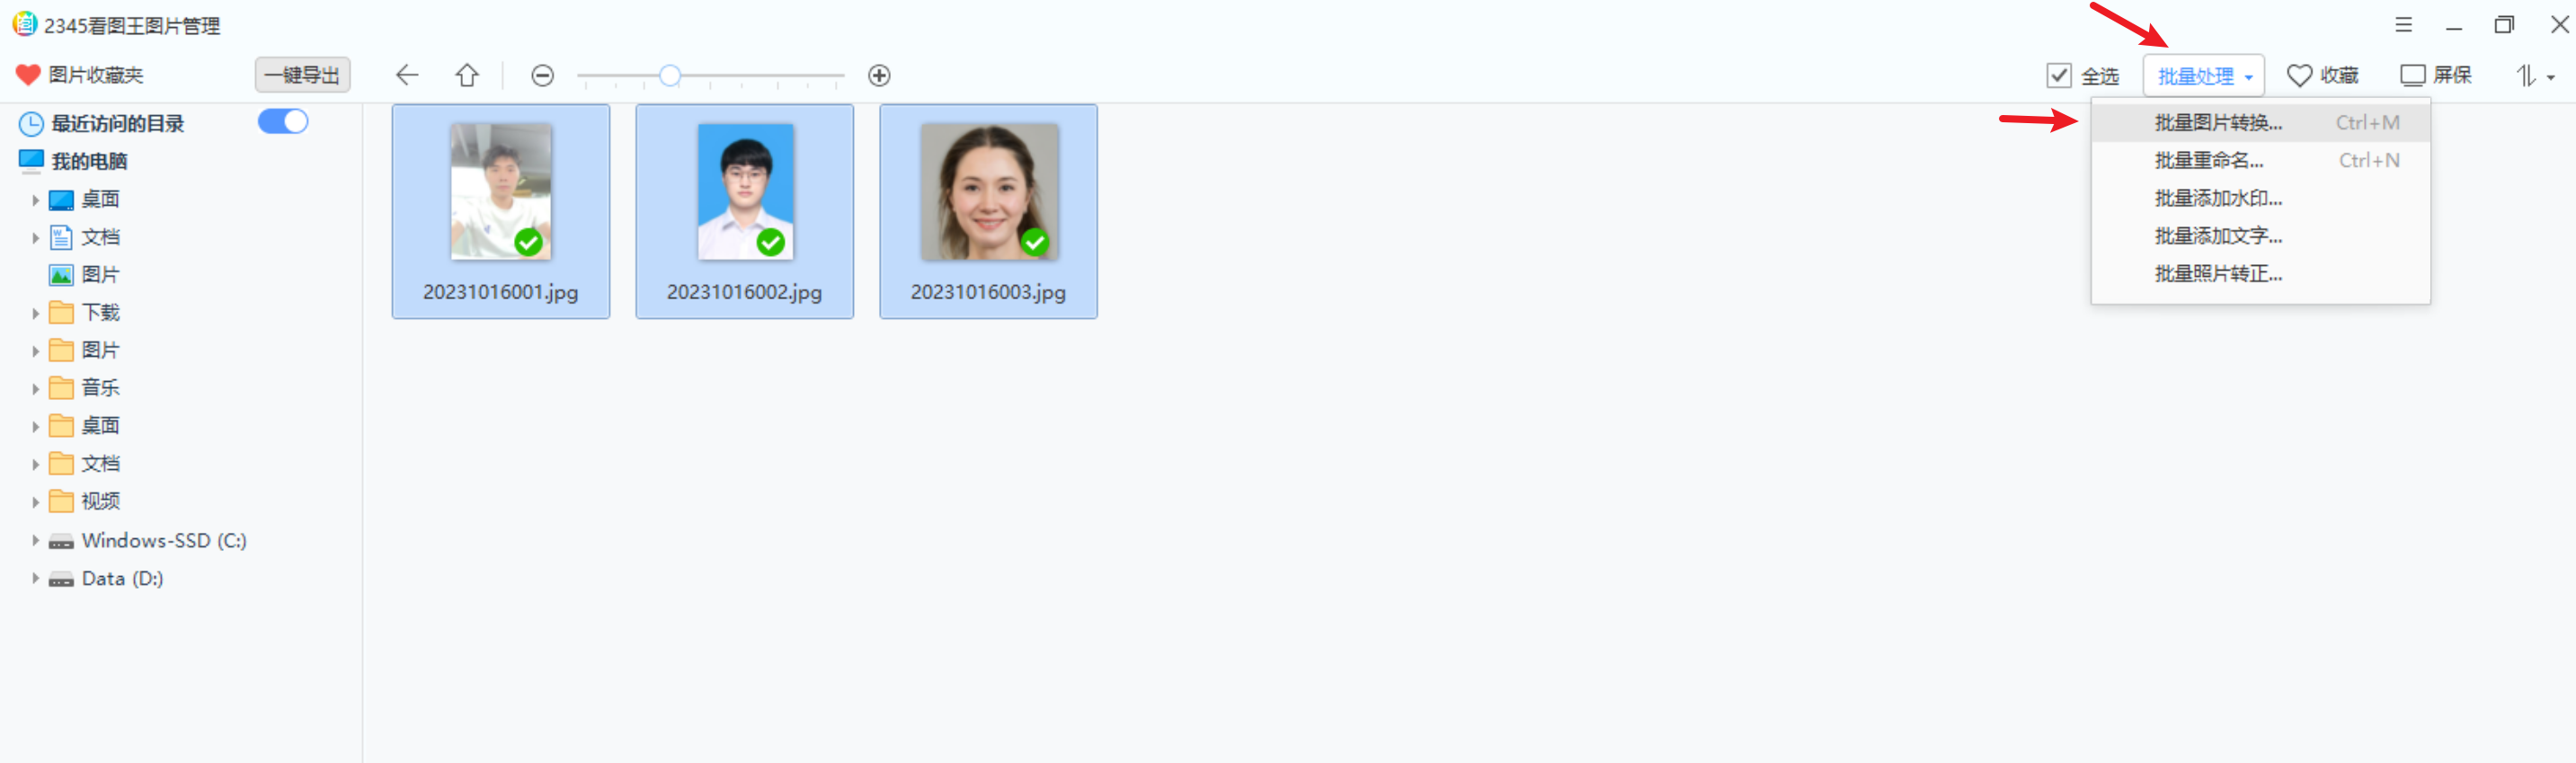 2345看图王图片管理
图片收藏夹 一键导出 全选 批量处理 收藏 屏保
最近访问的目录
我的电脑
桌面
文档
图片
下载
图片
音乐
桌面
文档
视频
Windows-SSD (C:)
Data (D:)
20231016001.jpg 20231016002.jpg 20231016003.jpg
批量图片转换... Ctrl+M
批量重命名... Ctrl+N
批量添加水印...
批量添加文字...
批量照片转正...